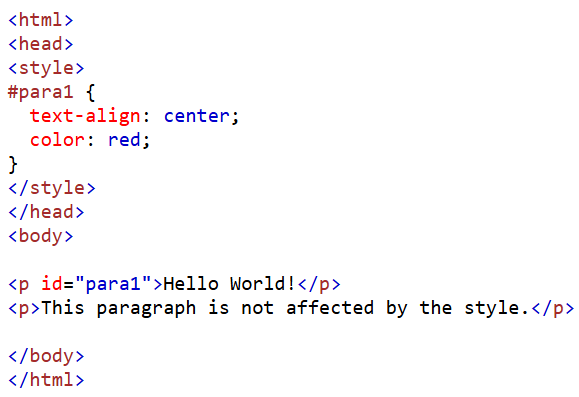 <html>
<head>
<style>
#para1 {
  text-align: center;
  color: red;
}
</style>
</head>
<body>

<p id="para1">Hello World!</p>
<p>This paragraph is not affected by the style.</p>

</body>
</html>